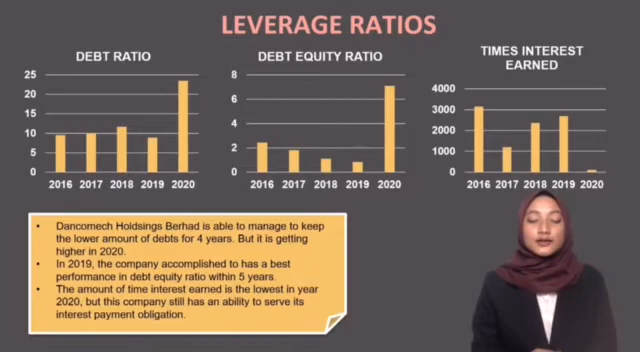 LEVERAGE RATIOS
DEBT RATIO
25
20
15
10
5
0
2016 2017 2018 2019 2020
DEBT EQUITY RATIO
8
6
4
2
0
2016 2017 2018 2019 2020
TIMES INTEREST
EARNED
4000
3000
2000
1000
0
2016 2017 2018 2019 2020
• Dancomech Hoidsings Berhad is able to manage to keep
the lower amount of debts for 4 years. But it is getting
higher in 2020.
• In 2019, the company accomplished to has a best
performance in debt equity ratio within 5 years.
• The amount of time interest earned is the lowest in year
2020, but this company still has an ability to serve its
interest payment obligation.